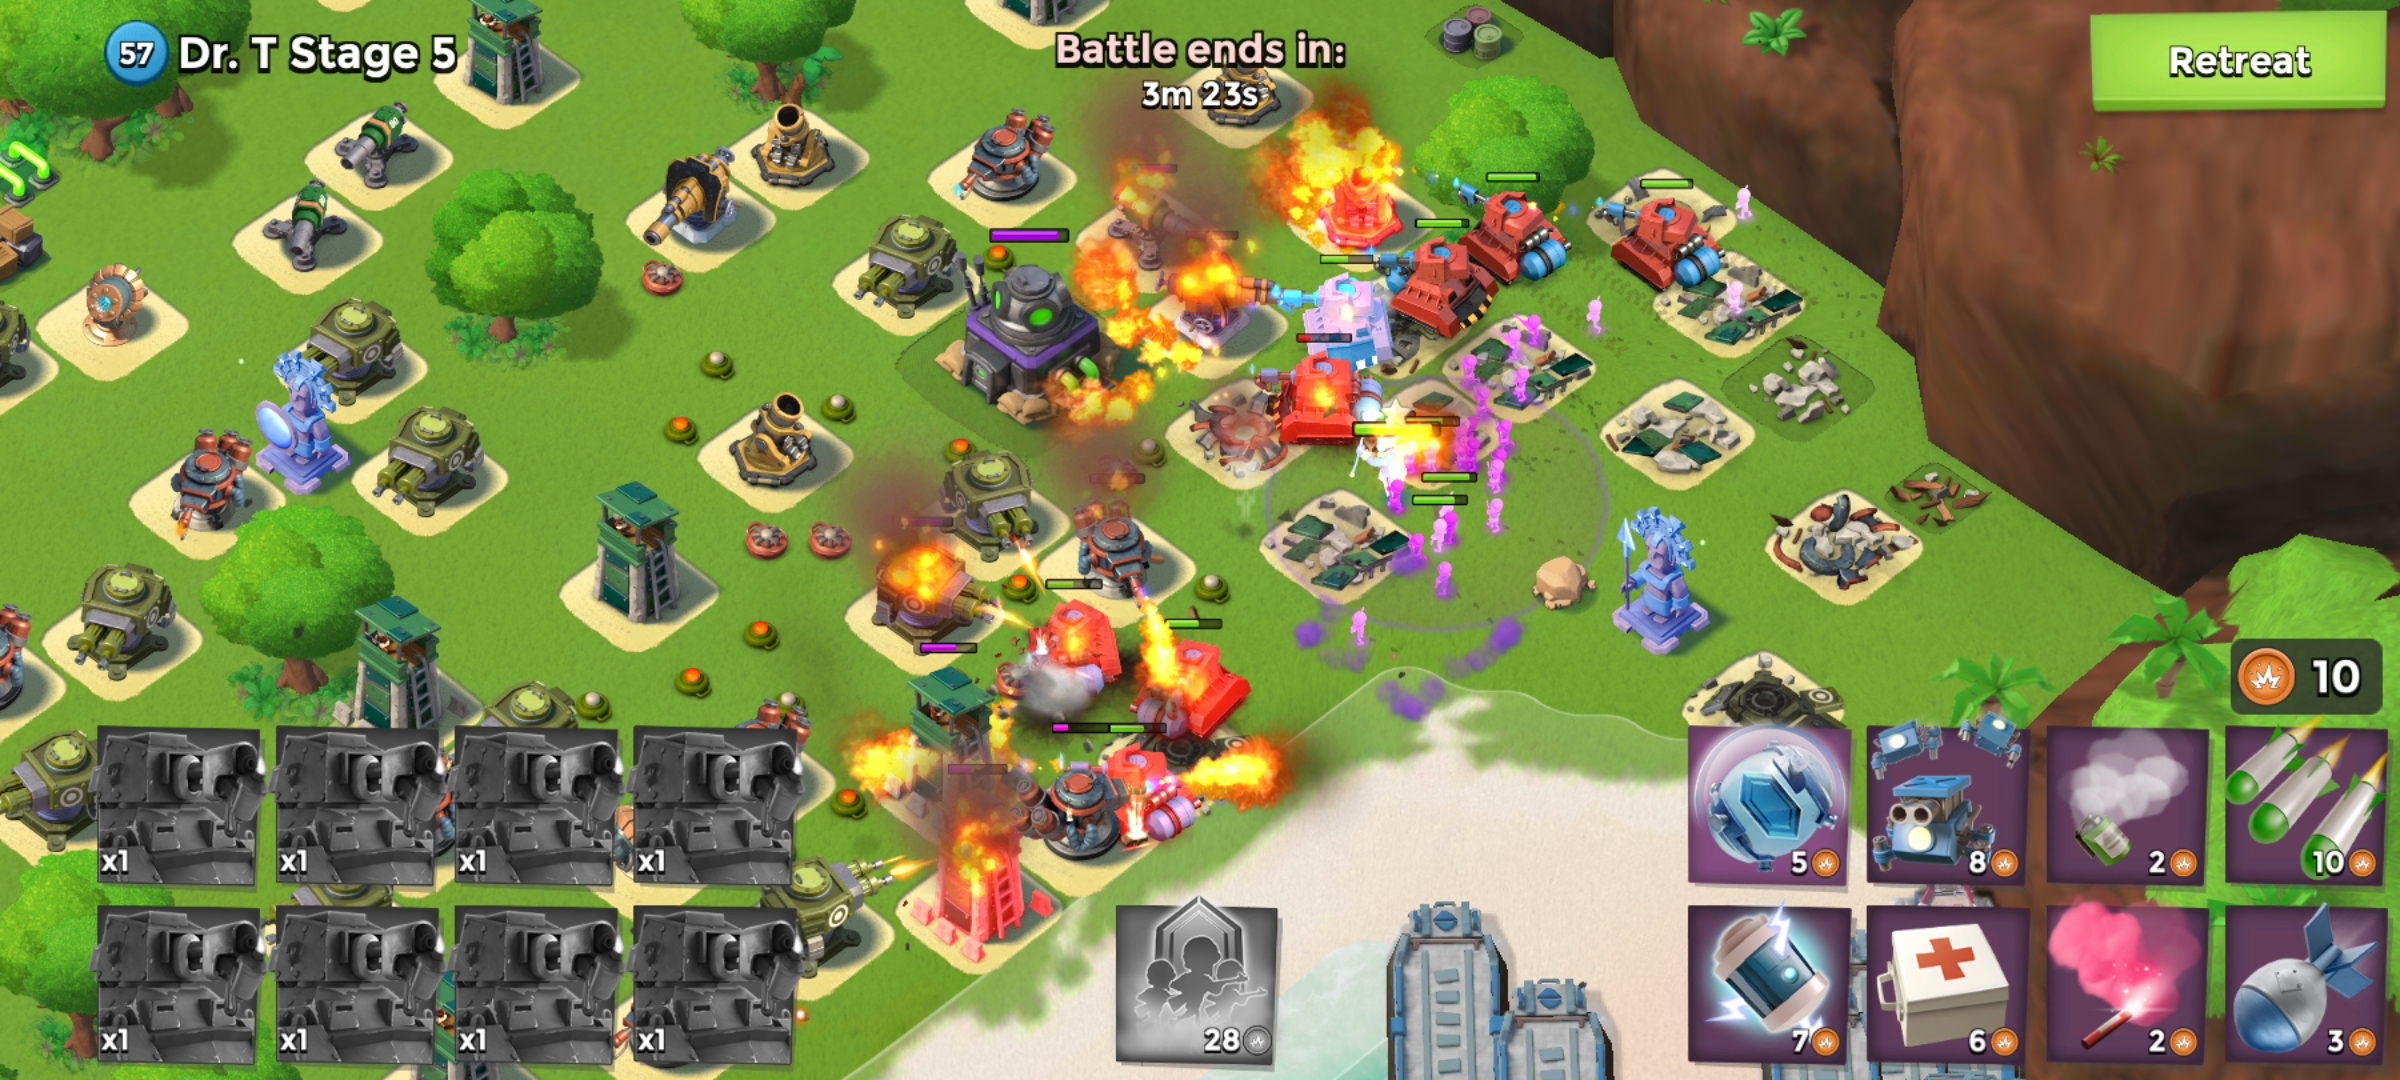 57 Dr. T Stage 5
Battle ends in:
3m 23s
Retreat
10
x1 x1 x1 x1
5 8 2 10
x1 x1 x1 x1
28
7 6 2 3